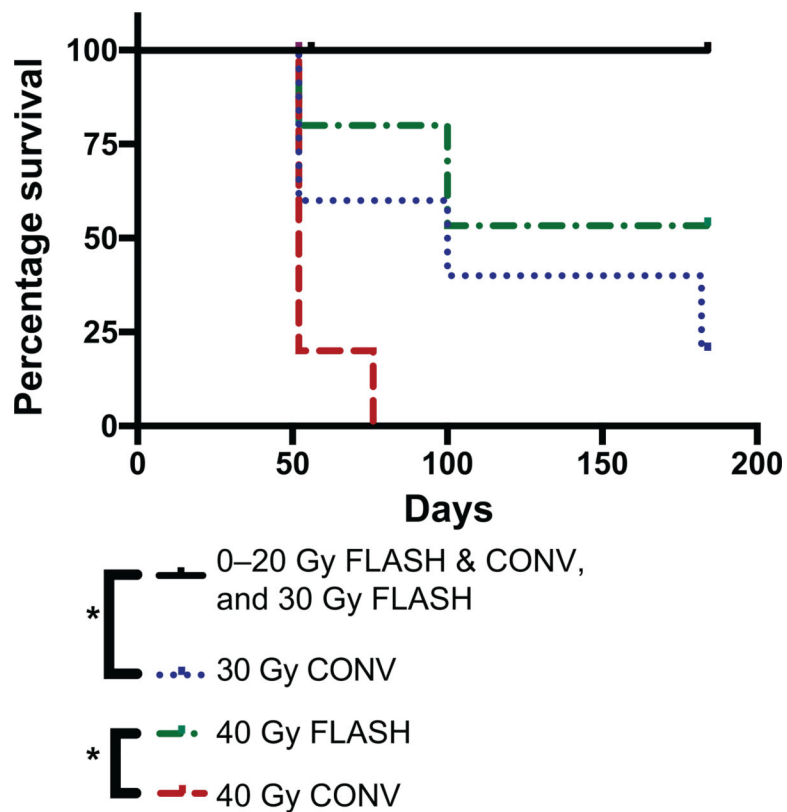 Percentage survival
100
75
50
25
0
0 50 100 150 200
Days
0–20 Gy FLASH & CONV,
and 30 Gy FLASH
*
30 Gy CONV
40 Gy FLASH
*
40 Gy CONV